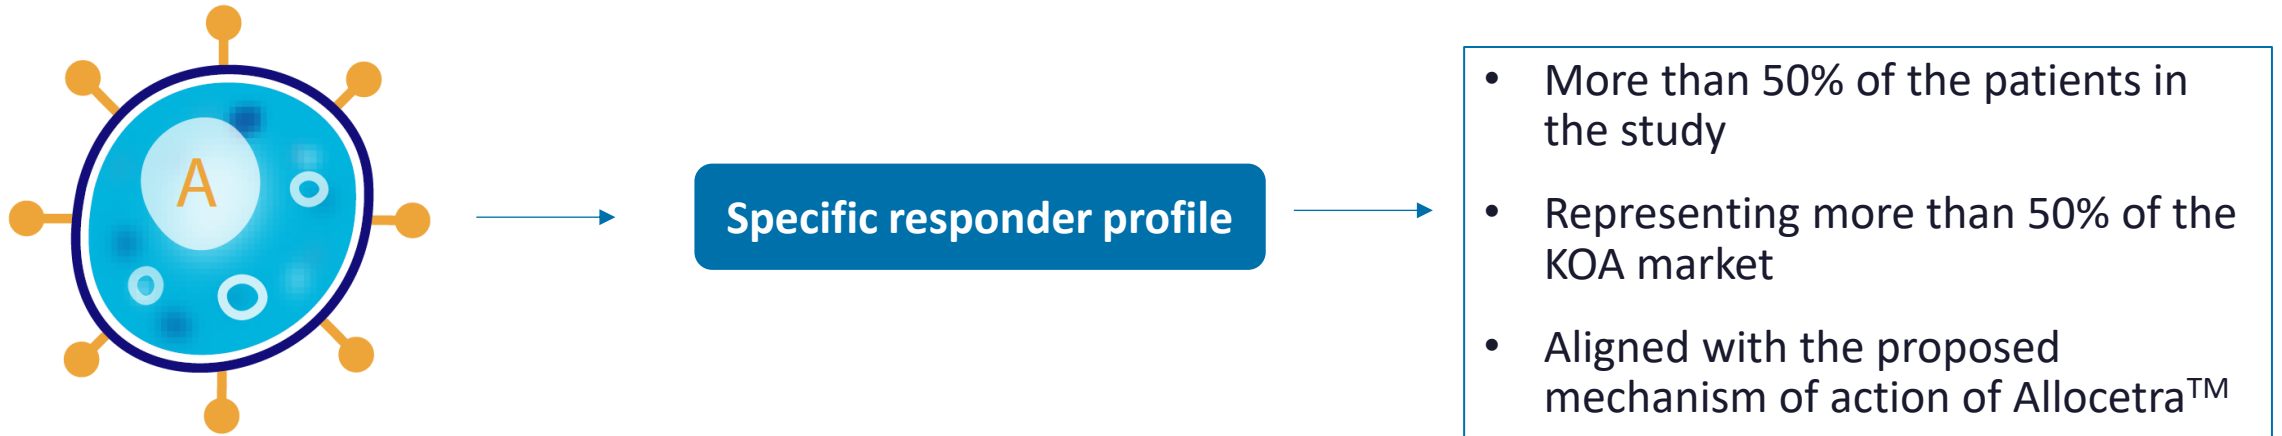 A
Specific responder profile
• More than 50% of the patients in
the study
• Representing more than 50% of the
KOA market
• Aligned with the proposed
mechanism of action of Allocetra™